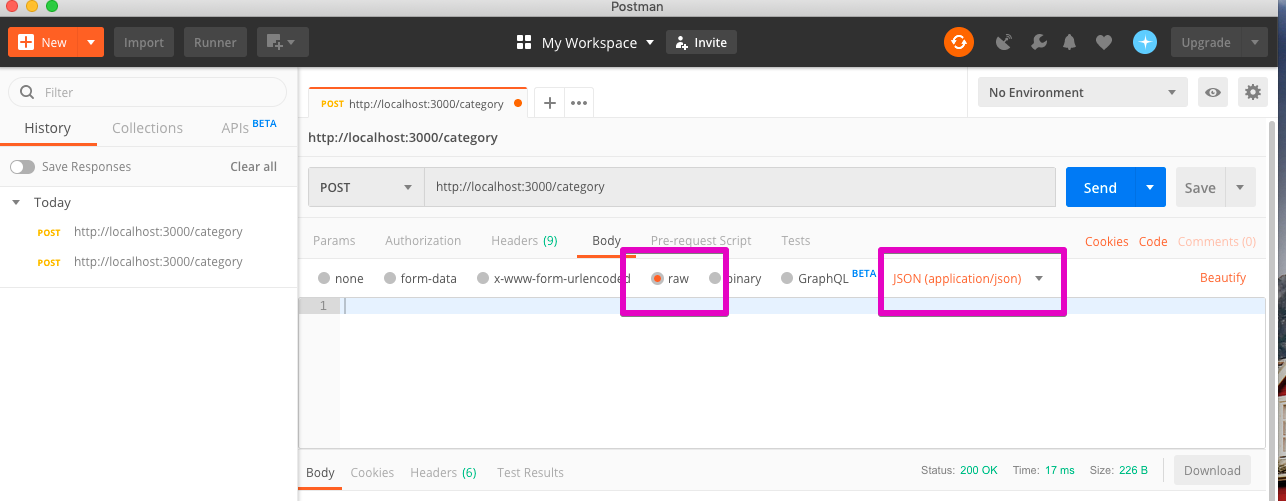 Postman
New Import Runner My Workspace Invite Upgrade
Filter
History Collections APIs BETA
Save Responses Clear all
Today
POST http://localhost:3000/category
POST http://localhost:3000/category
POST http://localhost:3000/category No Environment
http://localhost:3000/category
POST http://localhost:3000/category Send Save
Params Authorization Headers (9) Body Pre-request Script Tests Cookies Code Comments (0)
none form-data x-www-form-urlencoded raw binary GraphQL BETA JSON (application/json) Beautify
1
Body Cookies Headers (6) Test Results Status: 200 OK Time: 17 ms Size: 226 B Download